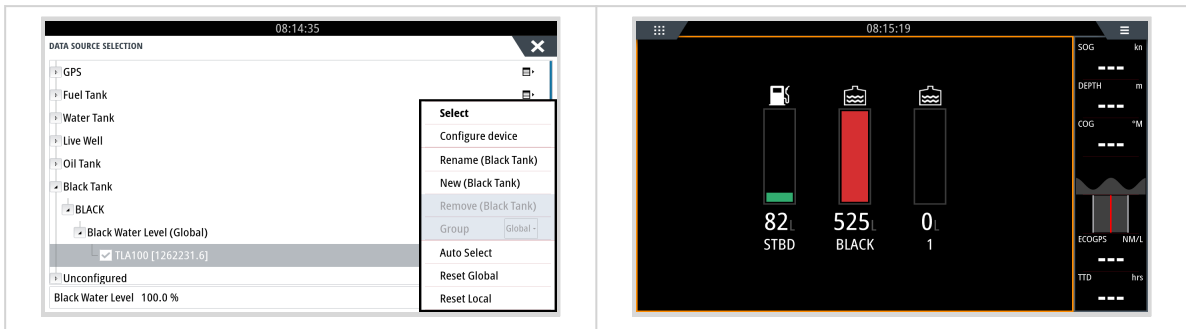 08:14:35
DATA SOURCE SELECTION
GPS
Fuel Tank
Water Tank
Live Well
Oil Tank
Black Tank
BLACK
Black Water Level (Global)
TLA100 [1262231.6]
Unconfigured
Black Water Level 100.0 %
Select
Configure device
Rename (Black Tank)
New (Black Tank)
Remove (Black Tank)
Group Global
Auto Select
Reset Global
Reset Local
08:15:19
82 L
STBD
525 L
BLACK
0 L
1
SOG kn
---
DEPTH m
---
COG °M
---
ECOGPS NM/L
---
TTD hrs
---